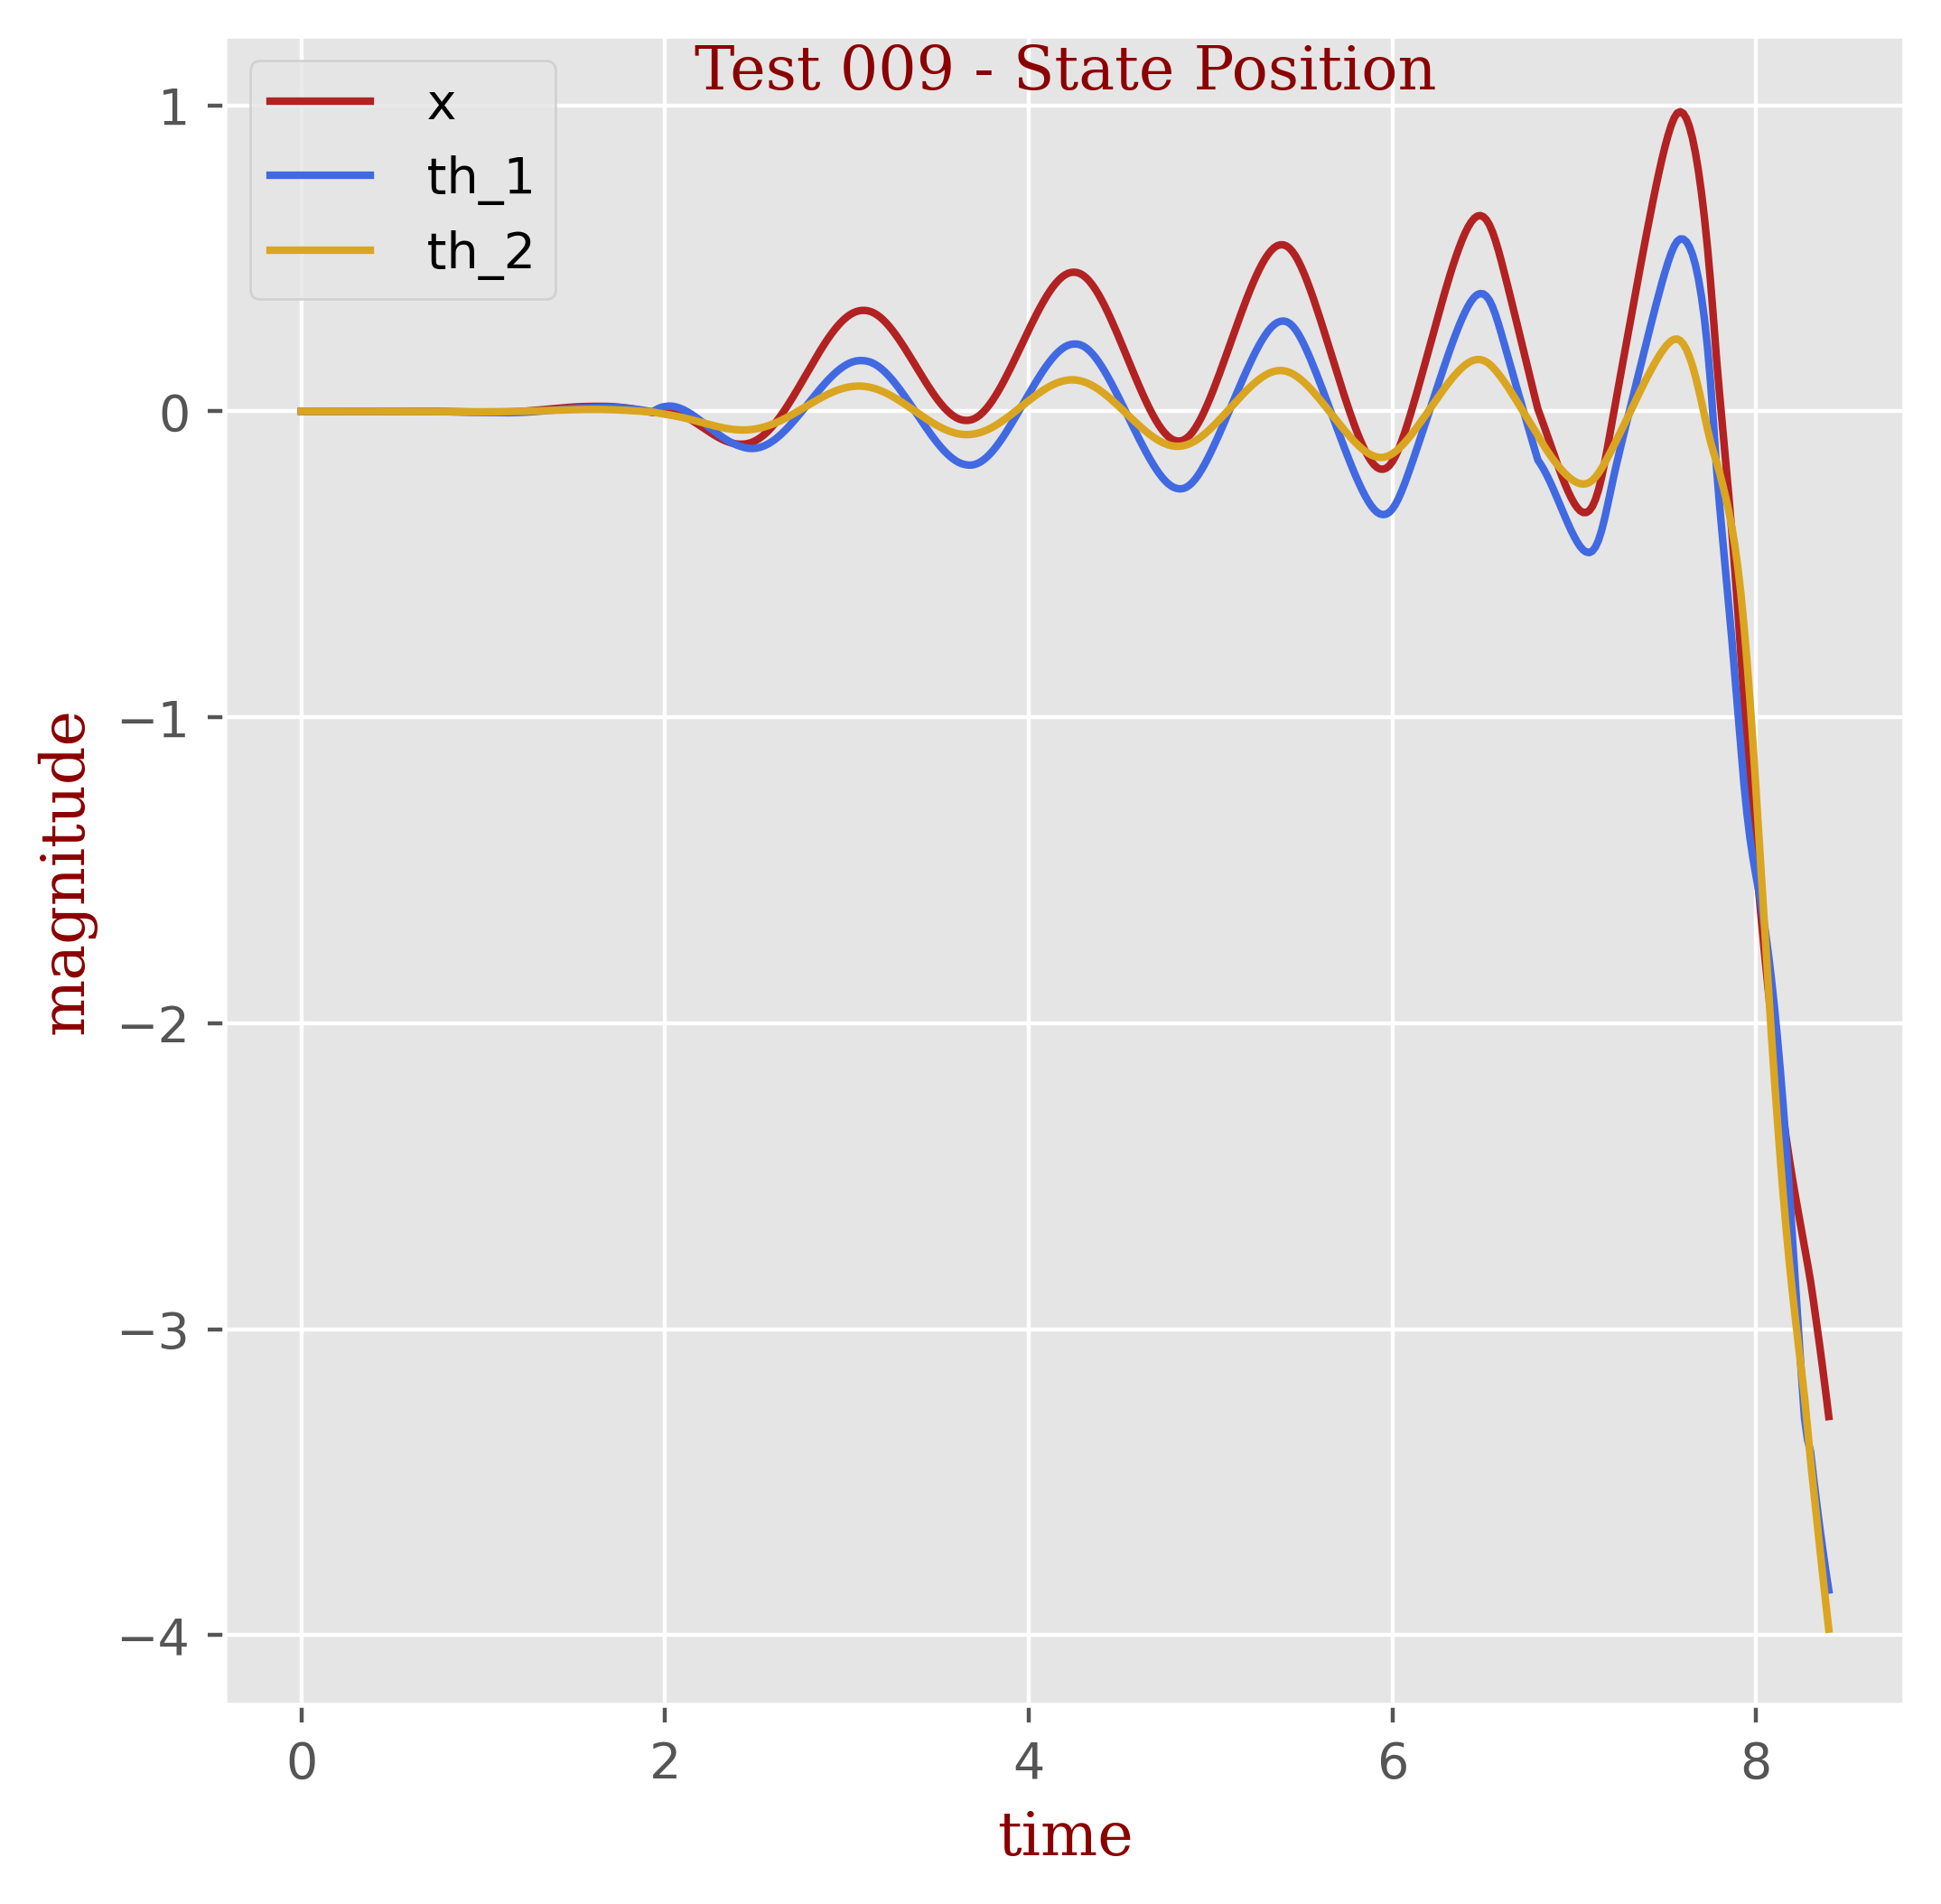 Test 009 - State Position
x
th_1
th_2
magnitude
1
0
−1
−2
−3
−4
0 2 4 6 8
time